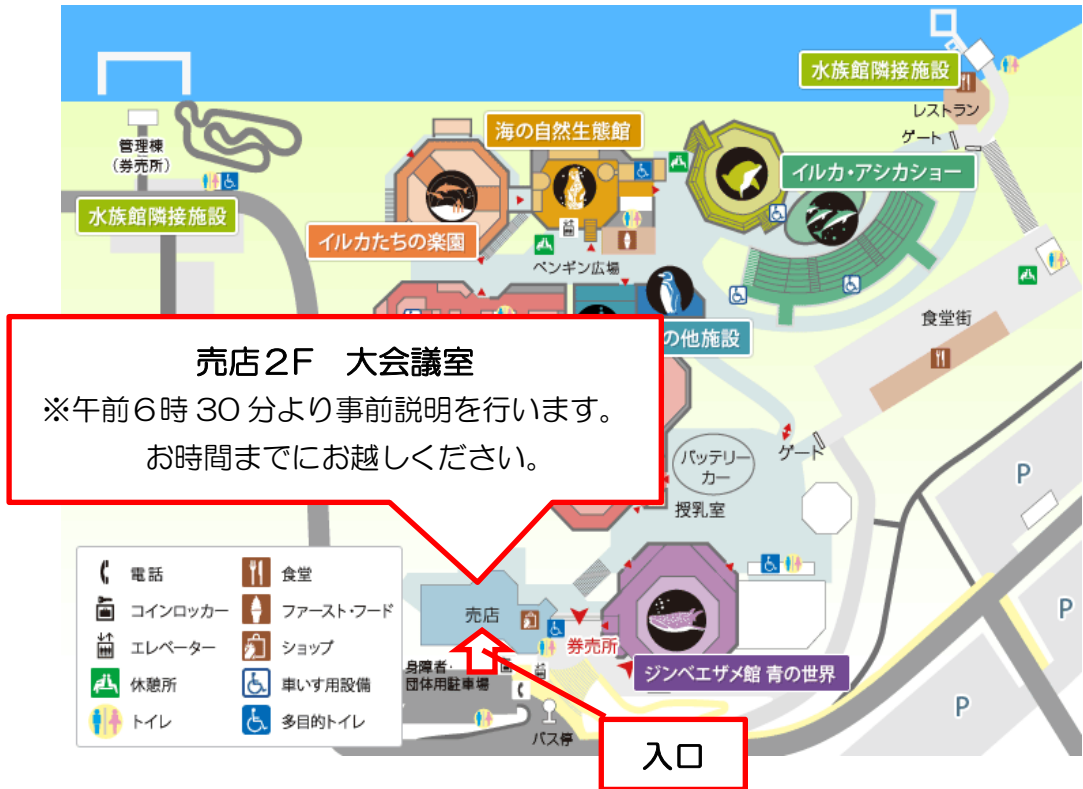 水族館隣接施設
レストラン
ゲート
管理棟
(券売所)
海の自然生態館
イルカ・アシカショー
水族館隣接施設
イルカたちの楽園
ペンギン広場
の他施設
食堂街
売店2F 大会議室
※午前6時30分より事前説明を行います。
お時間までにお越しください。
バッテリー
カー
ゲート
授乳室
P
P
P
電話
食堂
コインロッカー
ファースト・フード
エレベーター
ショップ
休憩所
車いす用設備
トイレ
多目的トイレ
売店
券売所
身障者・
団体用駐車場
ジンベエザメ館 青の世界
バス停
入口